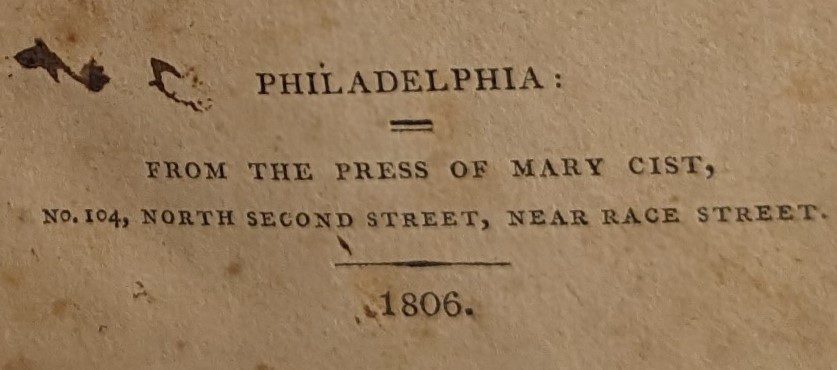 PHILADELPHIA:
FROM THE PRESS OF MARY CIST,
NO. 104, NORTH SECOND STREET, NEAR RACE STREET.
1806.